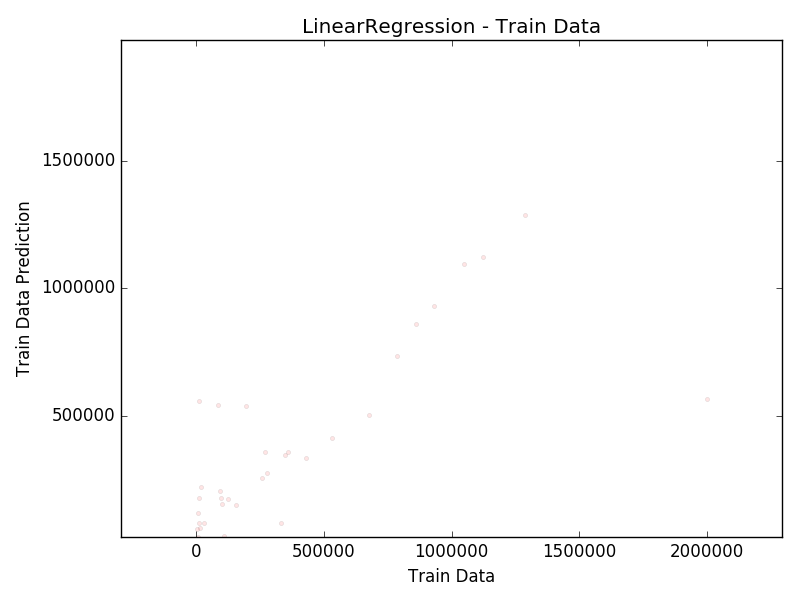 LinearRegression - Train Data
1500000
1000000
500000
Train Data Prediction
0 500000 1000000 1500000 2000000
Train Data